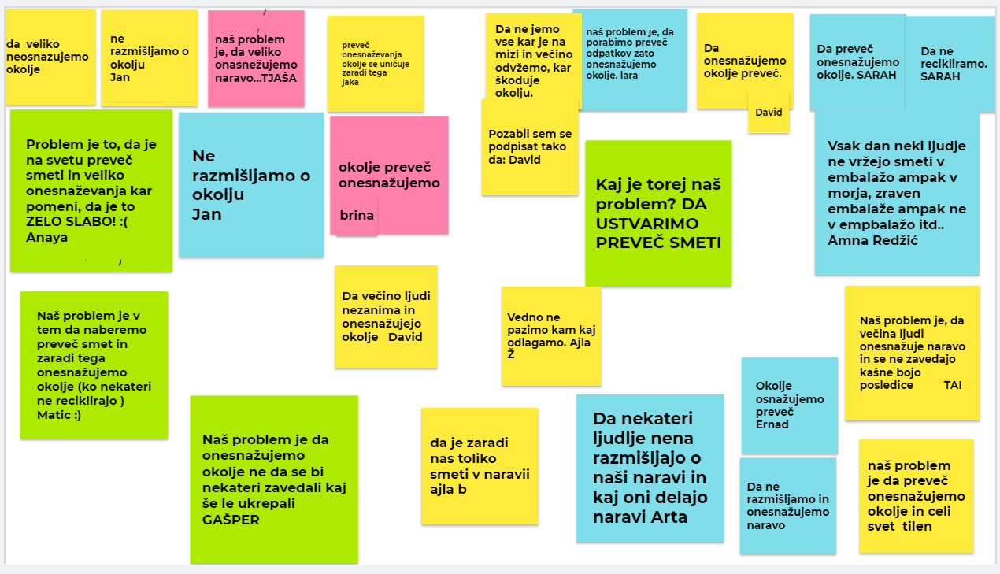 da veliko
neosnazujemo
okolje
ne
razmišljamo o
okolju
Jan
naš problem
je, da veliko
onasnežujemo
naravo...TJAŠA
preveč
onesnaževanja
okolje se uničuje
zaradi tega
jaka
Da ne jemo
vse kar je na
mizi in večino
odvžemo, kar
škoduje
okolju.
naš problem je, da
porabimo preveč
odpatkov zato
onesnažujemo
okolje. lara
Da
onesnažujemo
okolje preveč.
David
Da preveč
onesnažujemo
okolje. SARAH
Da ne
recikliramo.
SARAH
Problem je to, da je
na svetu preveč
smeti in veliko
onesnaževanja kar
pomeni, da je to
ZELO SLABO! :(
Anaya
Ne
razmišljamo o
okolju
Jan
okolje preveč
onesnažujemo
brina
Pozabil sem se
podpisat tako
da: David
Kaj je torej naš
problem? DA
USTVARIMO
PREVEČ SMETI
Vsak dan neki ljudje
ne vržejo smeti v
embalažo ampak v
morja, zraven
embalaže ampak ne
v empbalažo itd..
Amna Redžić
Naš problem je v
tem da naberemo
preveč smet in
zaradi tega
onesnažujemo
okolje (ko nekateri
ne reciklirajo )
Matic :)
Da večino ljudi
nezanima in
onesnažujejo
okolje David
Vedno ne
pazimo kam kaj
odlagamo. Ajla
Ž
Naš problem je, da
večina ljudi
onesnažuje naravo
in se ne zavedajo
kašne bojo
posledice TAI
Okolje
osnažujemo
preveč
Ernad
Naš problem je da
onesnažujemo
okolje ne da se bi
nekateri zavedali kaj
še le ukrepali
GAŠPER
da je zaradi
nas toliko
smeti v naravii
ajla b
Da nekateri
ljudlje nena
razmišljajo o
naši naravi in
kaj oni delajo
naravi Arta
Da ne
razmišljamo in
onesnažujemo
naravo
naš problem
je da preveč
onesnažujemo
okolje in celi
svet tilen